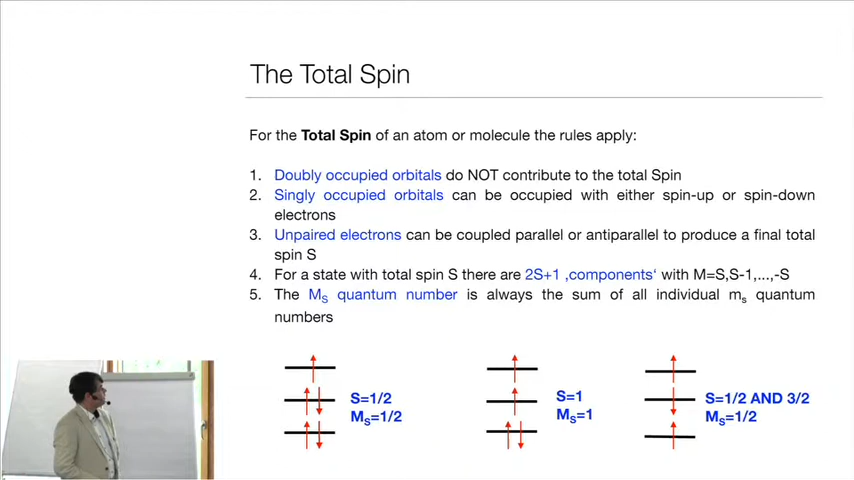 The Total Spin
For the Total Spin of an atom or molecule the rules apply:
1. Doubly occupied orbitals do NOT contribute to the total Spin
2. Singly occupied orbitals can be occupied with either spin-up or spin-down
electrons
3. Unpaired electrons can be coupled parallel or antiparallel to produce a final total
spin S
4. For a state with total spin S there are 2S+1 ‚components‘ with M=S,S-1,...,-S
5. The MS quantum number is always the sum of all individual ms quantum
numbers
S=1/2
MS=1/2
S=1
MS=1
S=1/2 AND 3/2
MS=1/2